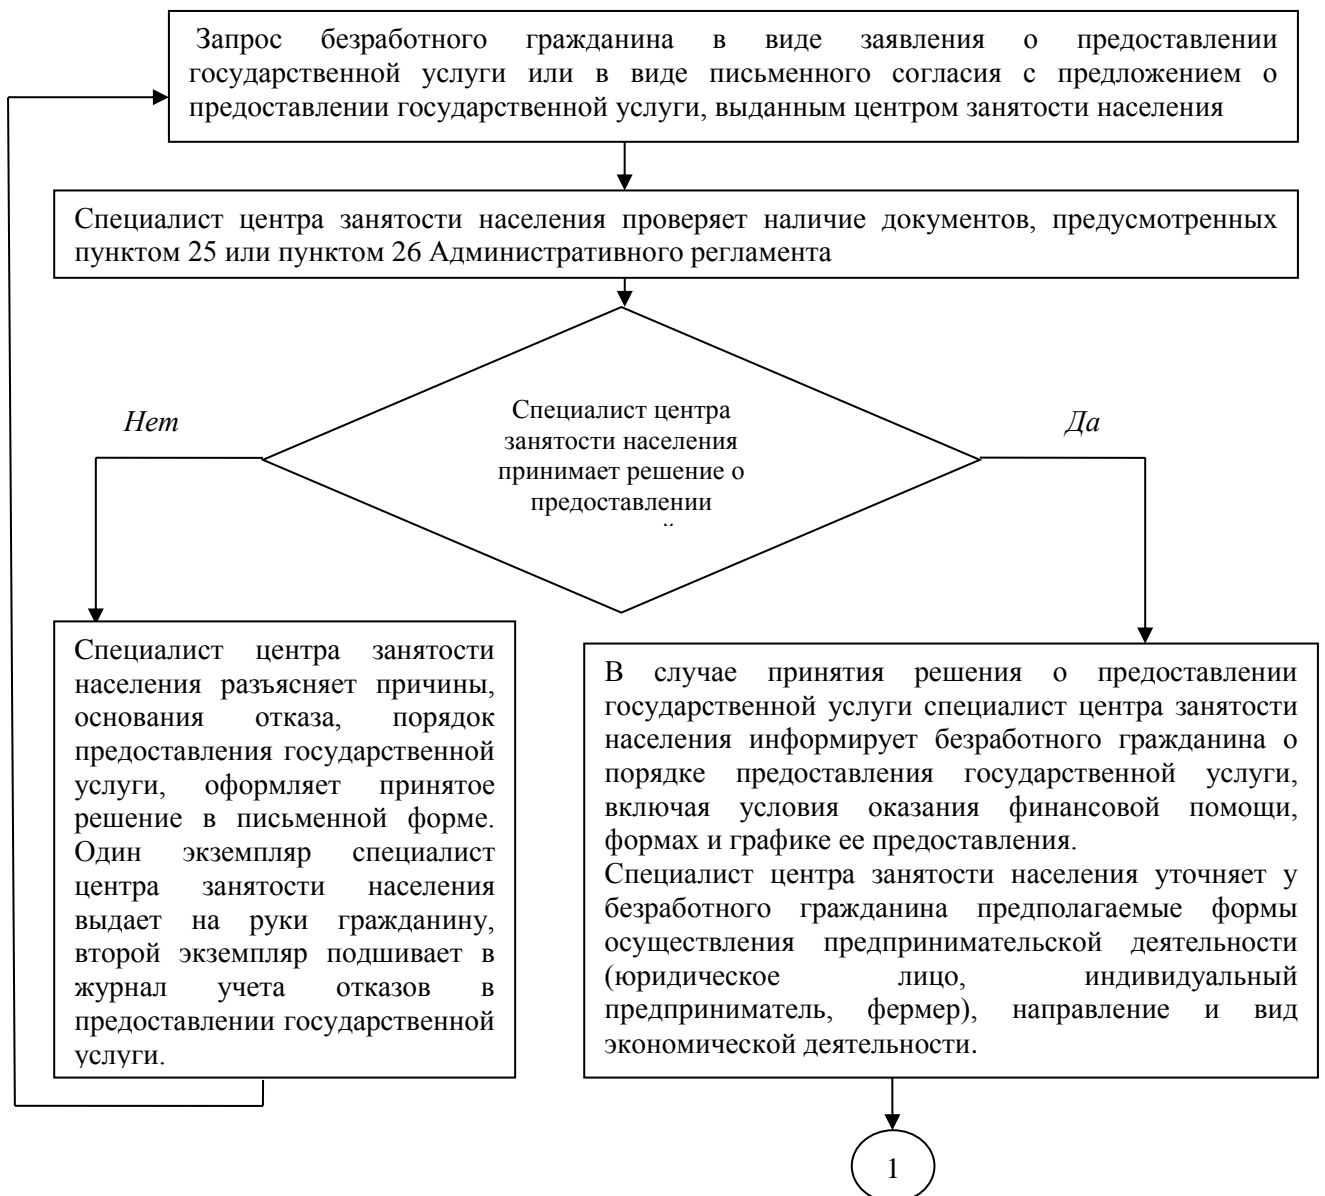 Запрос безработного гражданина в виде заявления о предоставлении
государственной услуги или в виде письменного согласия с предложением о
предоставлении государственной услуги, выданным центром занятости населения
Специалист центра занятости населения проверяет наличие документов, предусмотренных
пунктом 25 или пунктом 26 Административного регламента
Нет
Специалист центра
занятости населения
принимает решение о
предоставлении
Да
Специалист центра занятости
населения разъясняет причины,
основания отказа, порядок
предоставления государственной
услуги, оформляет принятое
решение в письменной форме.
Один экземпляр специалист
центра занятости населения
выдает на руки гражданину,
второй экземпляр подшивает в
журнал учета отказов в
предоставлении государственной
услуги.
В случае принятия решения о предоставлении
государственной услуги специалист центра занятости
населения информирует безработного гражданина о
порядке предоставления государственной услуги,
включая условия оказания финансовой помощи,
формах и графике ее предоставления.
Специалист центра занятости населения уточняет у
безработного гражданина предполагаемые формы
осуществления предпринимательской деятельности
(юридическое лицо, индивидуальный
предприниматель, фермер), направление и вид
экономической деятельности.
1